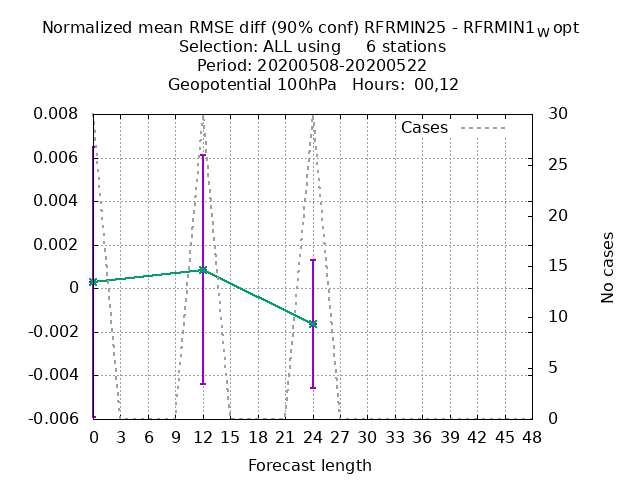 Normalized mean RMSE diff (90% conf) RFRMIN25 - RFRMIN1w opt
Selection: ALL using 6 stations
Period: 20200508-20200522
Geopotential 100hPa Hours: 00,12
Cases
0.008
0.006
0.004
0.002
0
-0.002
-0.004
-0.006
30
25
20
15
10
5
0
No cases
0 3 6 9 12 15 18 21 24 27 30 33 36 39 42 45 48
Forecast length